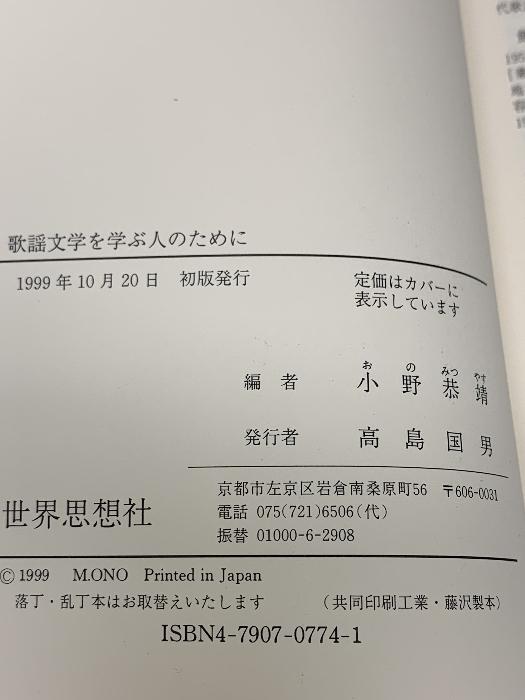 歌謡文学を学ぶ人のために
1999年10月20日 初版発行
定価はカバーに
表示しています
お の みつ やす
編者 小野恭靖
発行者 高島国男
世界思想社
京都市左京区岩倉南桑原町56 〒606-0031
電話 075(721)6506(代)
振替 01000-6-2908
©1999 M.ONO Printed in Japan
落丁・乱丁本はお取替えいたします (共同印刷工業・藤沢製本)
ISBN4-7907-0774-1